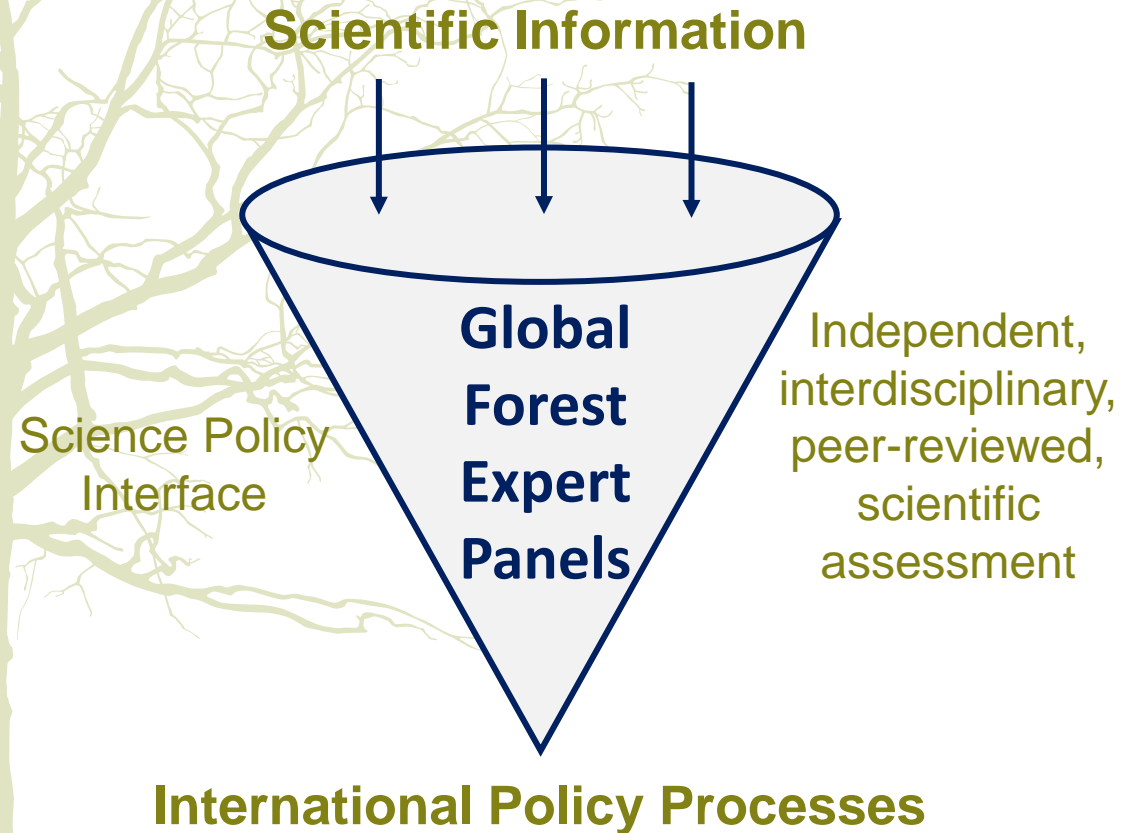 Scientific Information
Global
Forest
Expert
Panels
Science Policy
Interface
Independent,
interdisciplinary,
peer-reviewed,
scientific
assessment
International Policy Processes